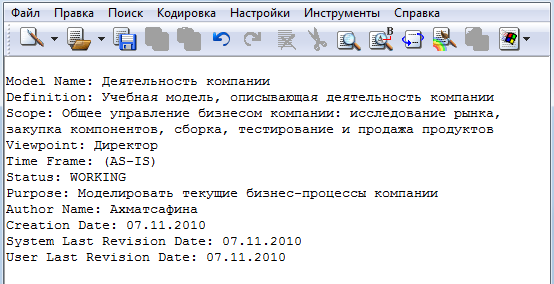 Файл Правка Поиск Кодировка Настройки Инструменты Справка
Model Name: Деятельность компании
Definition: Учебная модель, описывающая деятельность компании
Scope: Общее управление бизнесом компании: исследование рынка,
закупка компонентов, сборка, тестирование и продажа продуктов
Viewpoint: Директор
Time Frame: (AS-IS)
Status: WORKING
Purpose: Моделировать текущие бизнес-процессы компании
Author Name: Ахматсафина
Creation Date: 07.11.2010
System Last Revision Date: 07.11.2010
User Last Revision Date: 07.11.2010